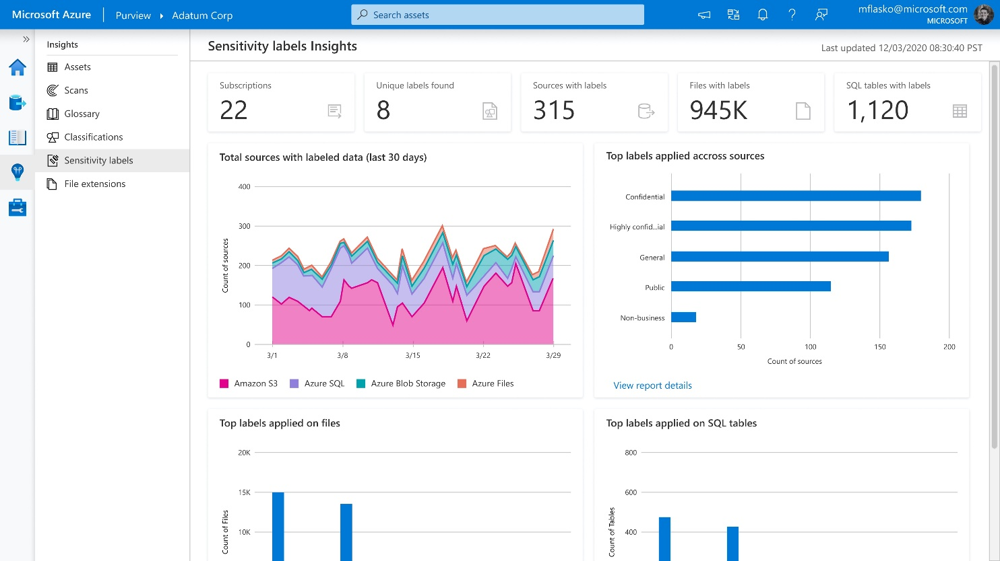 Microsoft Azure
Purview
Adatum Corp
Search assets
mflasko@microsoft.com
MICROSOFT
Insights
Assets
Scans
Glossary
Classifications
Sensitivity labels
File extensions
Sensitivity labels Insights
Last updated 12/03/2020 08:30:40 PST
Subscriptions
22
Unique labels found
8
Sources with labels
315
Files with labels
945K
SQL tables with labels
1,120
Total sources with labeled data (last 30 days)
Count of sources
400
300
200
100
0
3/1 3/8 3/15 3/22 3/29
Amazon S3 Azure SQL Azure Blob Storage Azure Files
Top labels applied accross sources
Confidential
Highly confid...ial
General
Public
Non-business
0 50 100 150 200
Count of sources
View report details
Top labels applied on files
Count of Files
20K
15K
10K
Top labels applied on SQL tables
Count of Tables
800
600
400